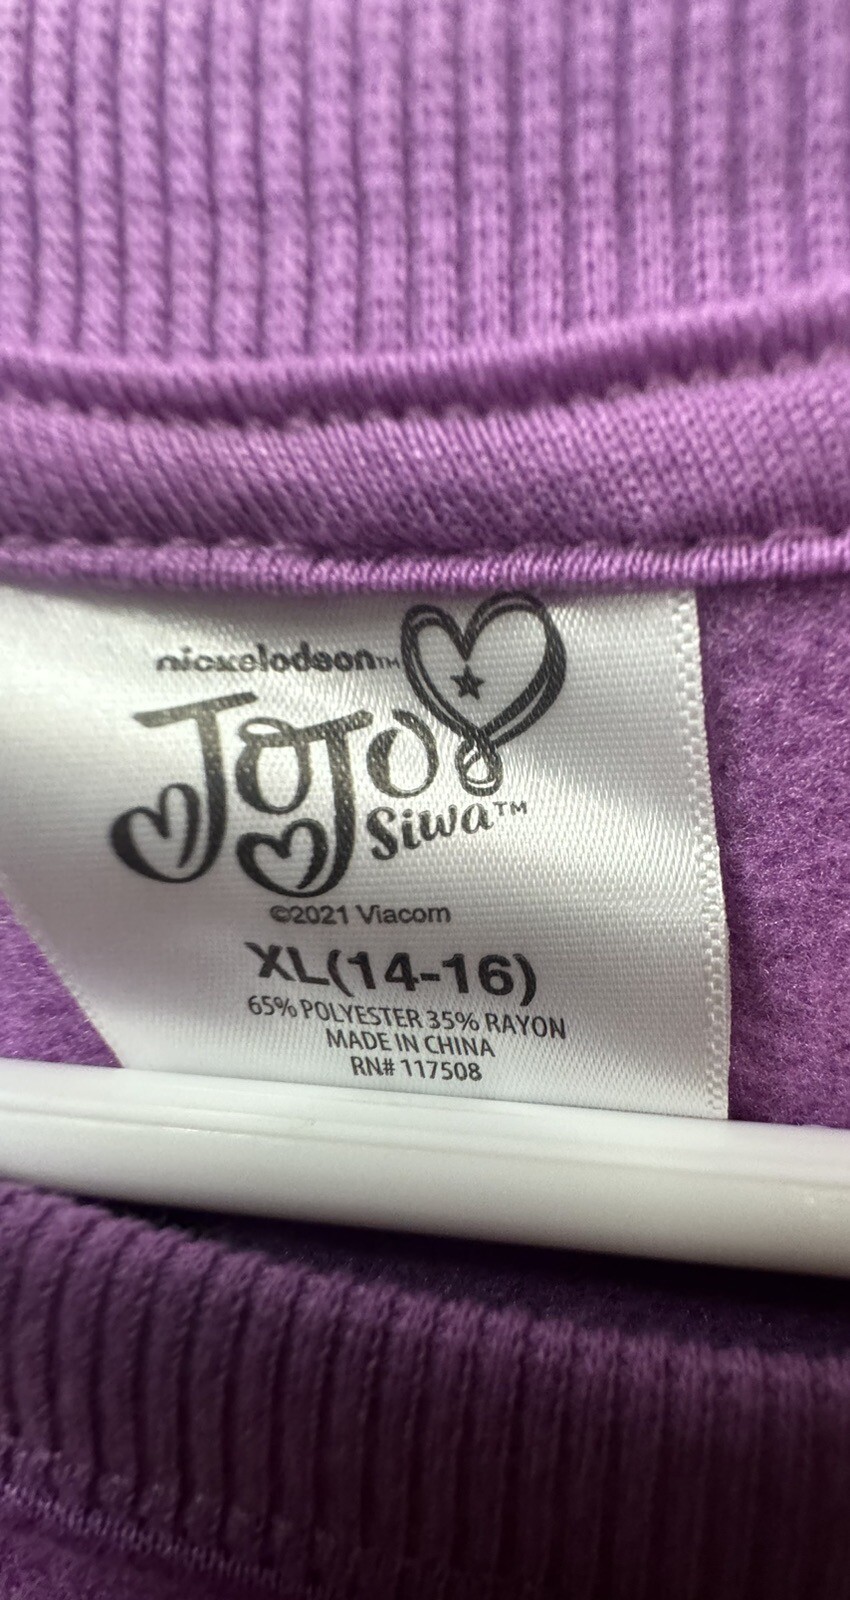 nickelodeon™
JoJo
Siwa™
©2021 Viacom
XL(14-16)
65% POLYESTER 35% RAYON
MADE IN CHINA
RN# 117508